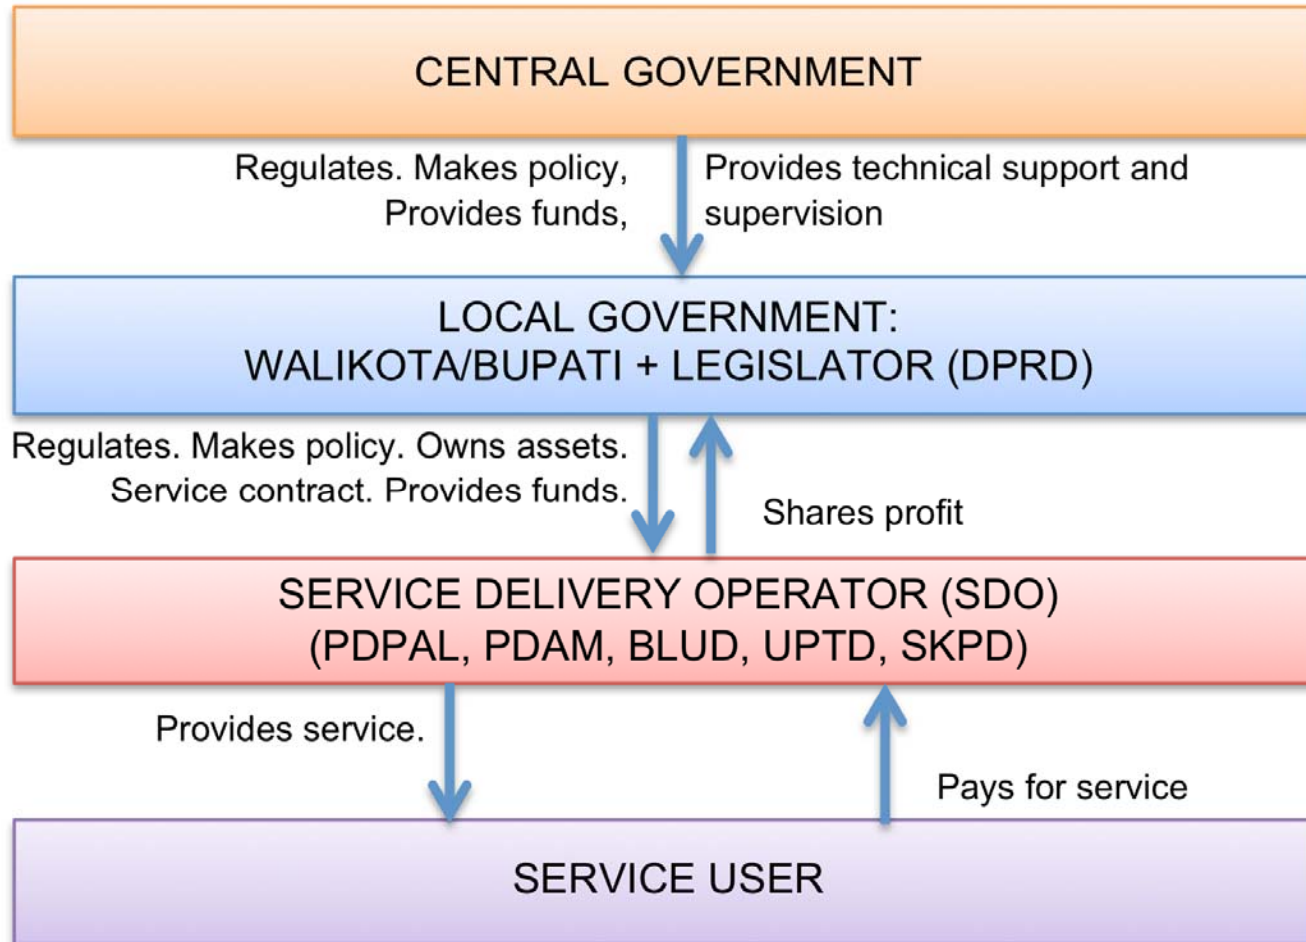 CENTRAL GOVERNMENT
Regulates. Makes policy,
Provides funds,
Provides technical support and
supervision
LOCAL GOVERNMENT:
WALIKOTA/BUPATI + LEGISLATOR (DPRD)
Regulates. Makes policy. Owns assets.
Service contract. Provides funds.
Shares profit
SERVICE DELIVERY OPERATOR (SDO)
(PDPAL, PDAM, BLUD, UPTD, SKPD)
Provides service.
Pays for service
SERVICE USER